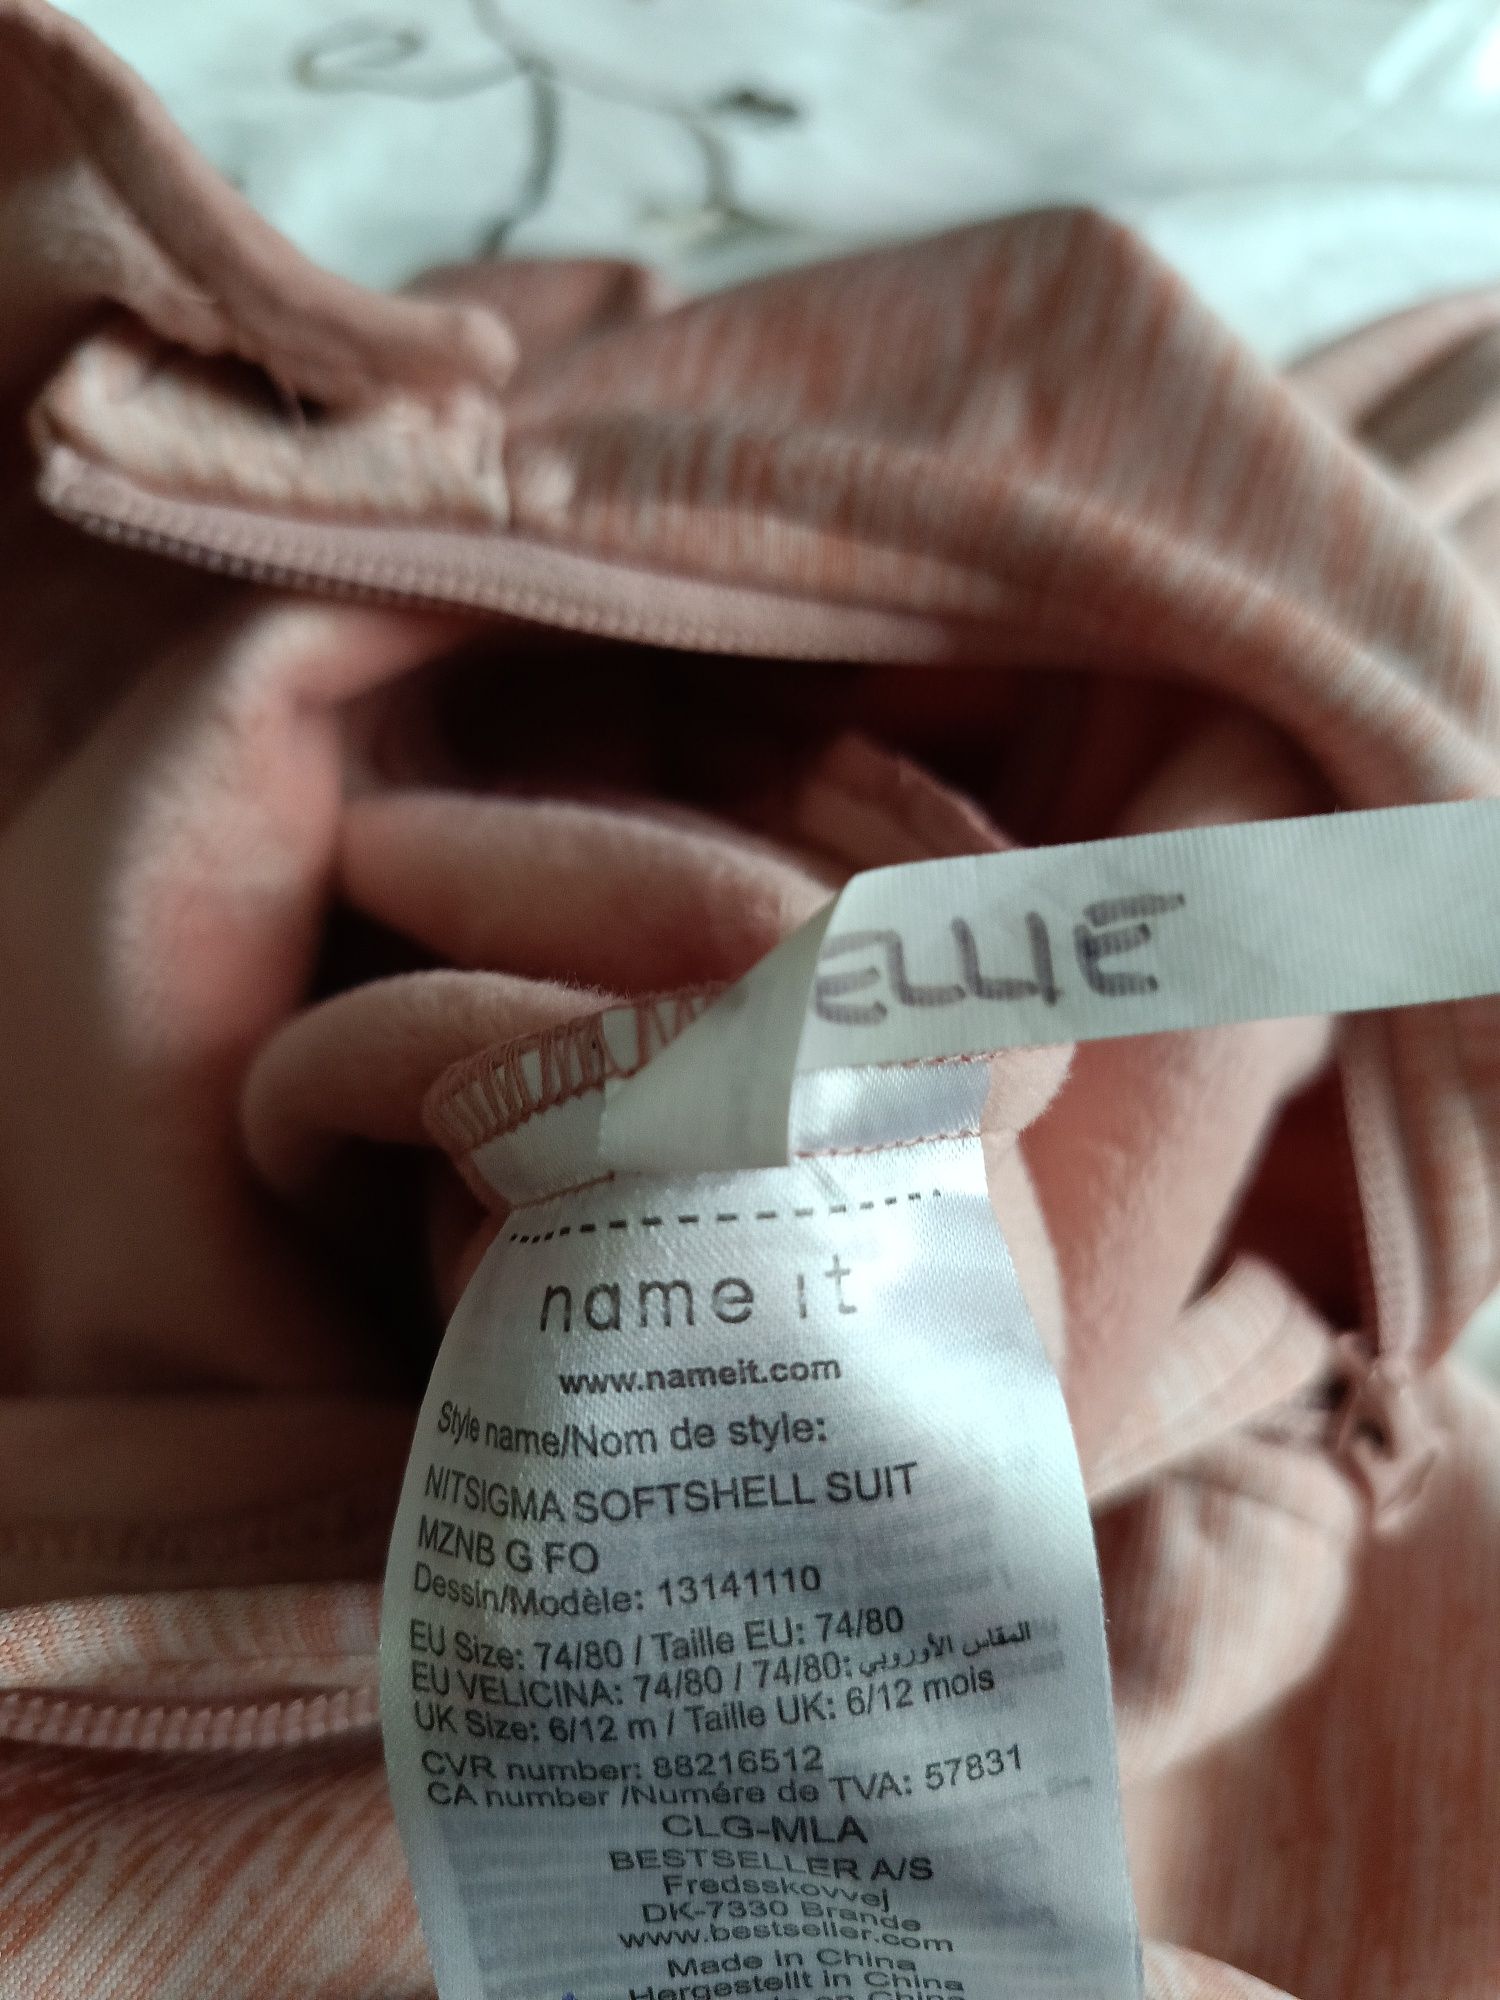 ELLIE
name it
www.nameit.com
Style name/Nom de style:
NITSIGMA SOFTSHELL SUIT
MZNB G FO
Dessin/Modèle: 13141110
EU Size: 74/80 / Taille EU: 74/80
EU VELICINA: 74/80 / 74/80: المقاس الأوروبي
UK Size: 6/12 m / Taille UK: 6/12 mois
CVR number: 88216512
CA number /Numére de TVA: 57831
CLG-MLA
BESTSELLER A/S
Fredsskovvej
DK-7330 Brande
www.bestseller.com
Made in China
Hergestellt in China